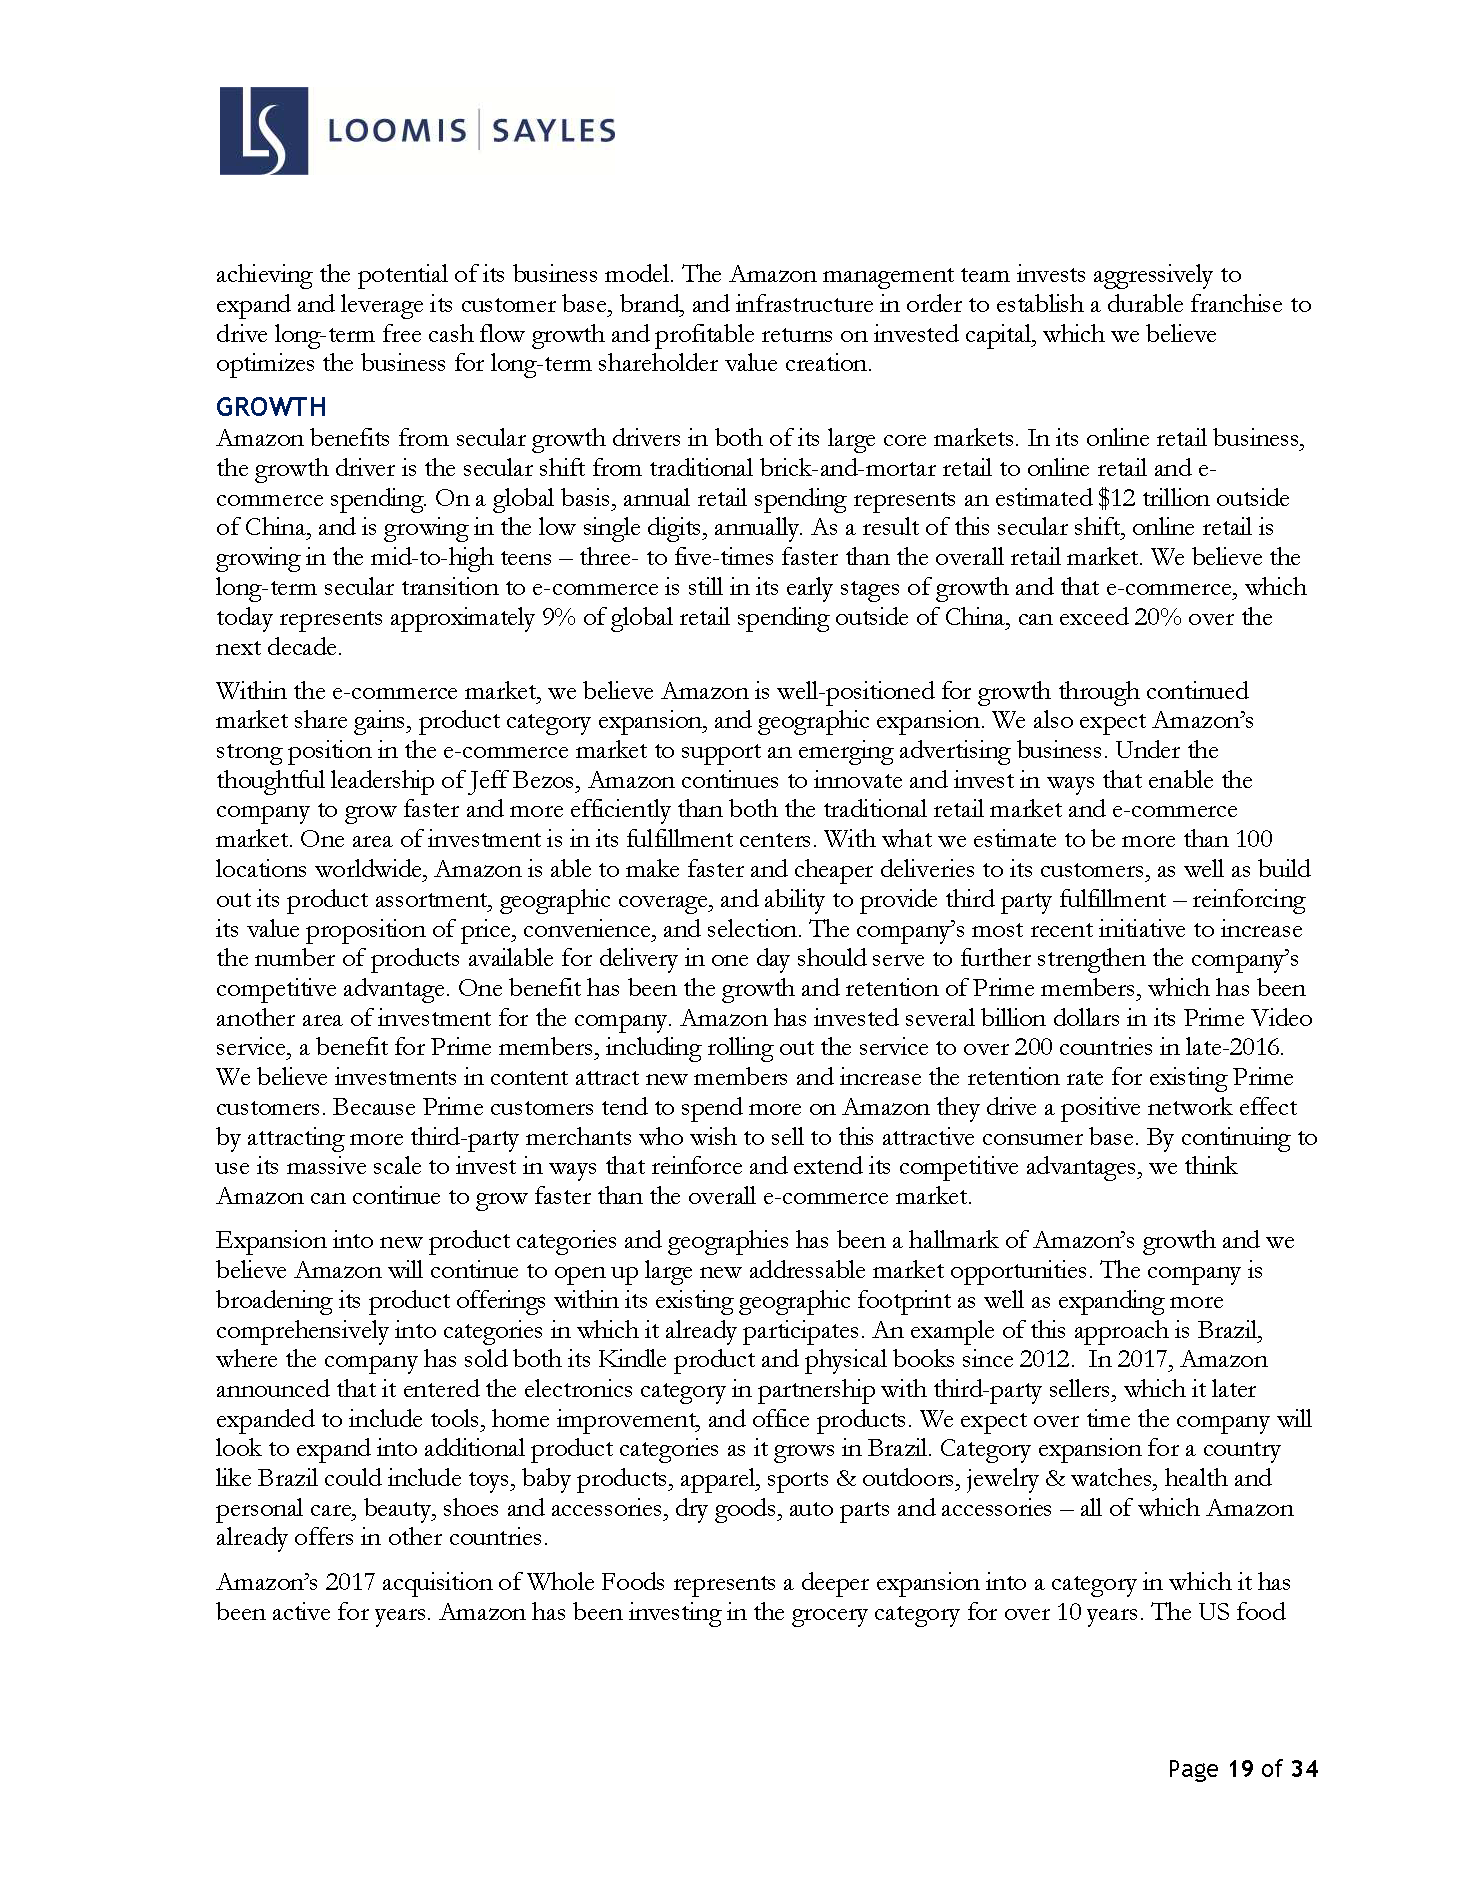 LS LOOMIS | SAYLES
achieving the potential of its business model. The Amazon management team invests aggressively to
expand and leverage its customer base, brand, and infrastructure in order to establish a durable franchise to
drive long-term free cash flow growth and profitable returns on invested capital, which we believe
optimizes the business for long-term shareholder value creation.
GROWTH
Amazon benefits from secular growth drivers in both of its large core markets. In its online retail business,
the growth driver is the secular shift from traditional brick-and-mortar retail to online retail and e-
commerce spending. On a global basis, annual retail spending represents an estimated $12 trillion outside
of China, and is growing in the low single digits, annually. As a result of this secular shift, online retail is
growing in the mid-to-high teens – three- to five-times faster than the overall retail market. We believe the
long-term secular transition to e-commerce is still in its early stages of growth and that e-commerce, which
today represents approximately 9% of global retail spending outside of China, can exceed 20% over the
next decade.
Within the e-commerce market, we believe Amazon is well-positioned for growth through continued
market share gains, product category expansion, and geographic expansion. We also expect Amazon’s
strong position in the e-commerce market to support an emerging advertising business. Under the
thoughtful leadership of Jeff Bezos, Amazon continues to innovate and invest in ways that enable the
company to grow faster and more efficiently than both the traditional retail market and e-commerce
market. One area of investment is in its fulfillment centers. With what we estimate to be more than 100
locations worldwide, Amazon is able to make faster and cheaper deliveries to its customers, as well as build
out its product assortment, geographic coverage, and ability to provide third party fulfillment – reinforcing
its value proposition of price, convenience, and selection. The company’s most recent initiative to increase
the number of products available for delivery in one day should serve to further strengthen the company’s
competitive advantage. One benefit has been the growth and retention of Prime members, which has been
another area of investment for the company. Amazon has invested several billion dollars in its Prime Video
service, a benefit for Prime members, including rolling out the service to over 200 countries in late-2016.
We believe investments in content attract new members and increase the retention rate for existing Prime
customers. Because Prime customers tend to spend more on Amazon they drive a positive network effect
by attracting more third-party merchants who wish to sell to this attractive consumer base. By continuing to
use its massive scale to invest in ways that reinforce and extend its competitive advantages, we think
Amazon can continue to grow faster than the overall e-commerce market.
Expansion into new product categories and geographies has been a hallmark of Amazon’s growth and we
believe Amazon will continue to open up large new addressable market opportunities. The company is
broadening its product offerings within its existing geographic footprint as well as expanding more
comprehensively into categories in which it already participates. An example of this approach is Brazil,
where the company has sold both its Kindle product and physical books since 2012.  In 2017, Amazon
announced that it entered the electronics category in partnership with third-party sellers, which it later
expanded to include tools, home improvement, and office products. We expect over time the company will
look to expand into additional product categories as it grows in Brazil. Category expansion for a country
like Brazil could include toys, baby products, apparel, sports & outdoors, jewelry & watches, health and
personal care, beauty, shoes and accessories, dry goods, auto parts and accessories – all of which Amazon
already offers in other countries.
Amazon’s 2017 acquisition of Whole Foods represents a deeper expansion into a category in which it has
been active for years. Amazon has been investing in the grocery category for over 10 years. The US food
Page 19 of 34